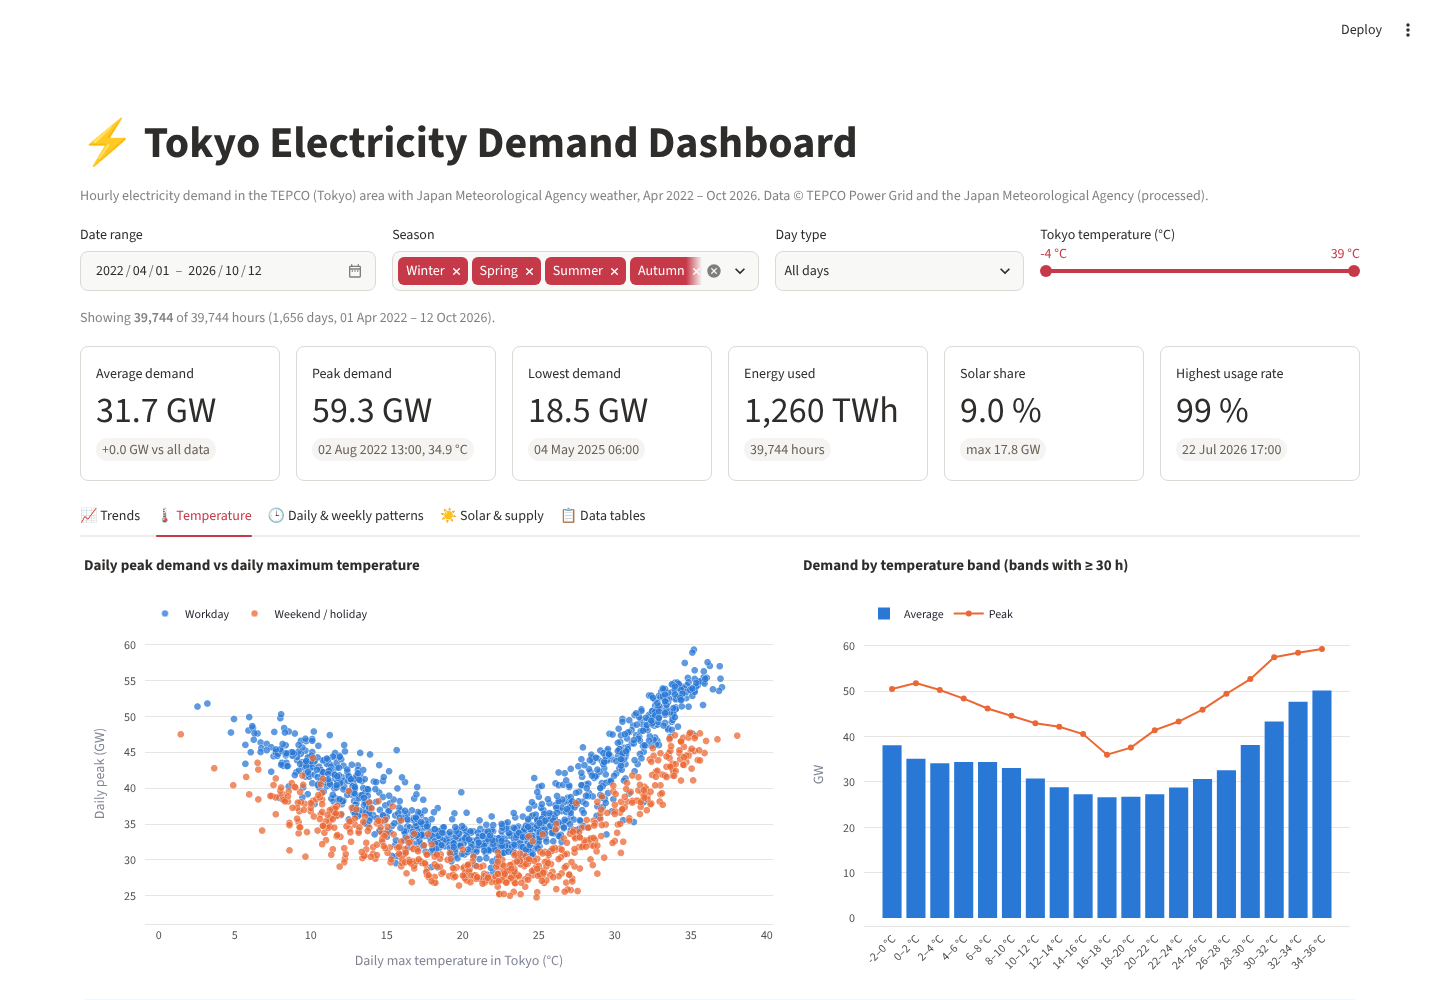 Deploy
⚡ Tokyo Electricity Demand Dashboard
Hourly electricity demand in the TEPCO (Tokyo) area with Japan Meteorological Agency weather, Apr 2022 – Oct 2026. Data © TEPCO Power Grid and the Japan Meteorological Agency (processed).
Date range
2022 / 04 / 01 – 2026 / 10 / 12
Season
Winter
Spring
Summer
Autumn
Day type
All days
Tokyo temperature (°C)
-4 °C
39 °C
Showing 39,744 of 39,744 hours (1,656 days, 01 Apr 2022 – 12 Oct 2026).
Average demand
31.7 GW
+0.0 GW vs all data
Peak demand
59.3 GW
02 Aug 2022 13:00, 34.9 °C
Lowest demand
18.5 GW
04 May 2025 06:00
Energy used
1,260 TWh
39,744 hours
Solar share
9.0 %
max 17.8 GW
Highest usage rate
99 %
22 Jul 2026 17:00
📈 Trends
🌡️ Temperature
🕒 Daily & weekly patterns
☀️ Solar & supply
📋 Data tables
Daily peak demand vs daily maximum temperature
Workday
Weekend / holiday
60
55
50
45
40
35
30
25
Daily peak (GW)
0
5
10
15
20
25
30
35
40
Daily max temperature in Tokyo (°C)
Demand by temperature band (bands with ≥ 30 h)
Average
Peak
60
50
40
30
20
10
0
GW
-2–0 °C
0–2 °C
2–4 °C
4–6 °C
6–8 °C
8–10 °C
10–12 °C
12–14 °C
14–16 °C
16–18 °C
18–20 °C
20–22 °C
22–24 °C
24–26 °C
26–28 °C
28–30 °C
30–32 °C
32–34 °C
34–36 °C